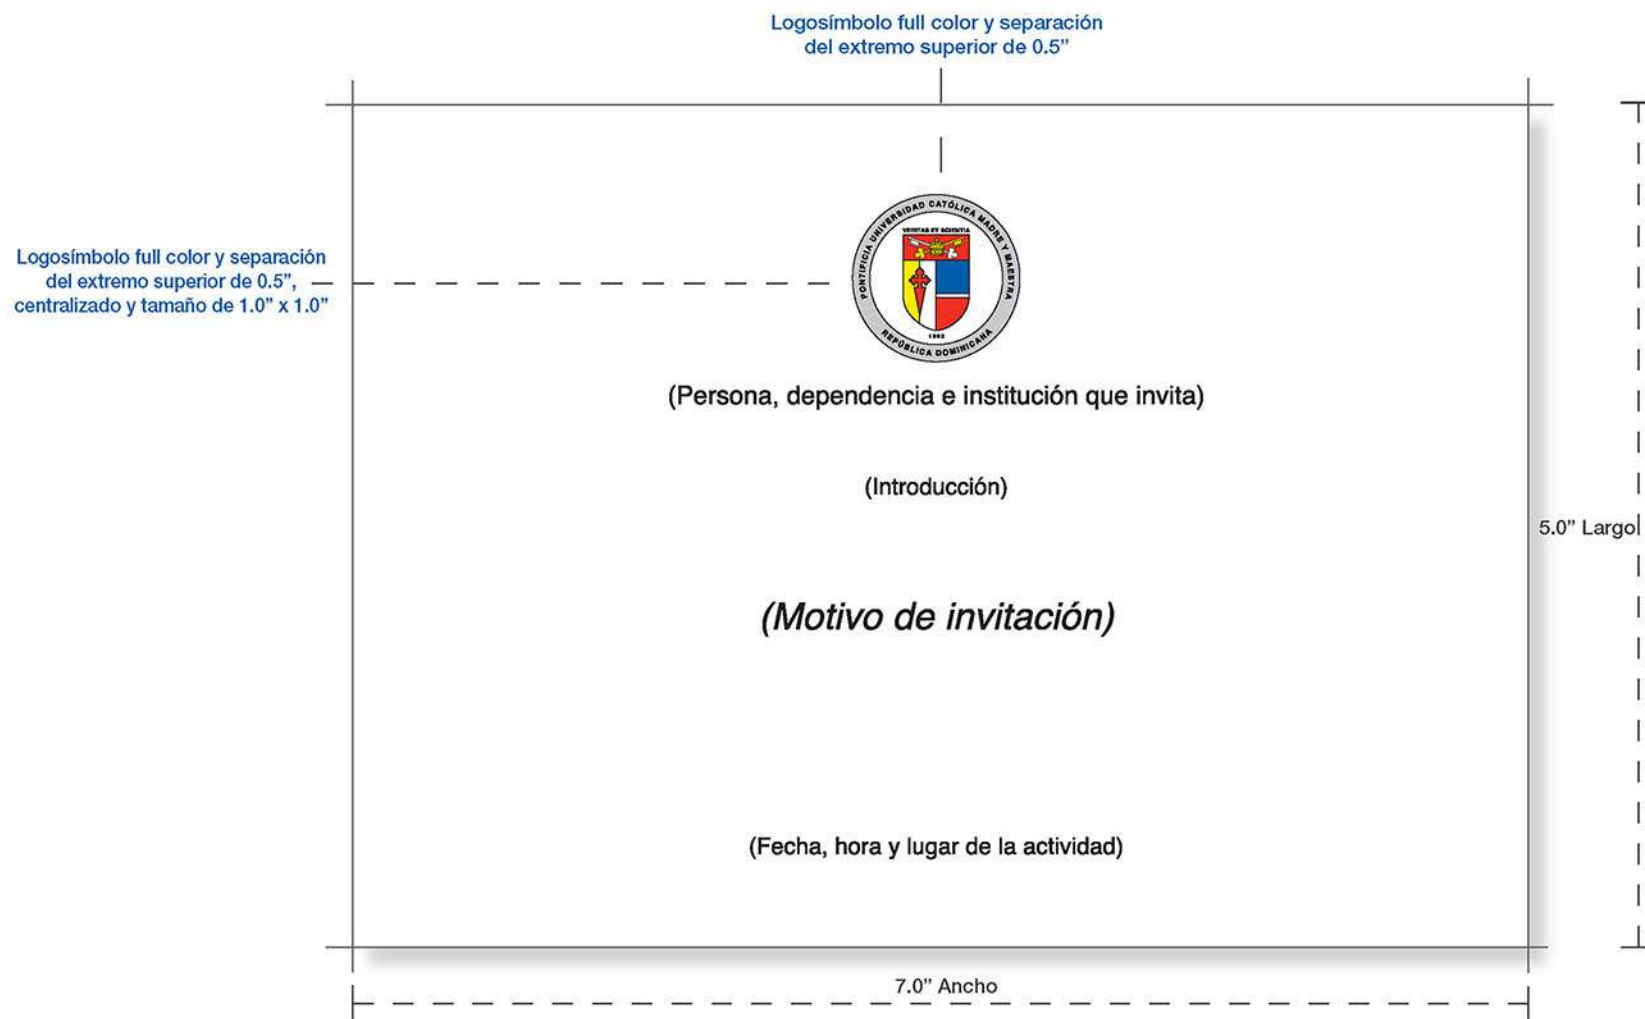 Logosímbolo full color y separación
del extremo superior de 0.5”
Logosímbolo full color y separación
del extremo superior de 0.5”,
centralizado y tamaño de 1.0” x 1.0”
PONTIFICIA UNIVERSIDAD CATÓLICA MADRE Y MAESTRA
VERITAS ET SCIENTIA
1962
REPÚBLICA DOMINICANA
(Persona, dependencia e institución que invita)
(Introducción)
5.0” Largo
(Motivo de invitación)
(Fecha, hora y lugar de la actividad)
7.0” Ancho